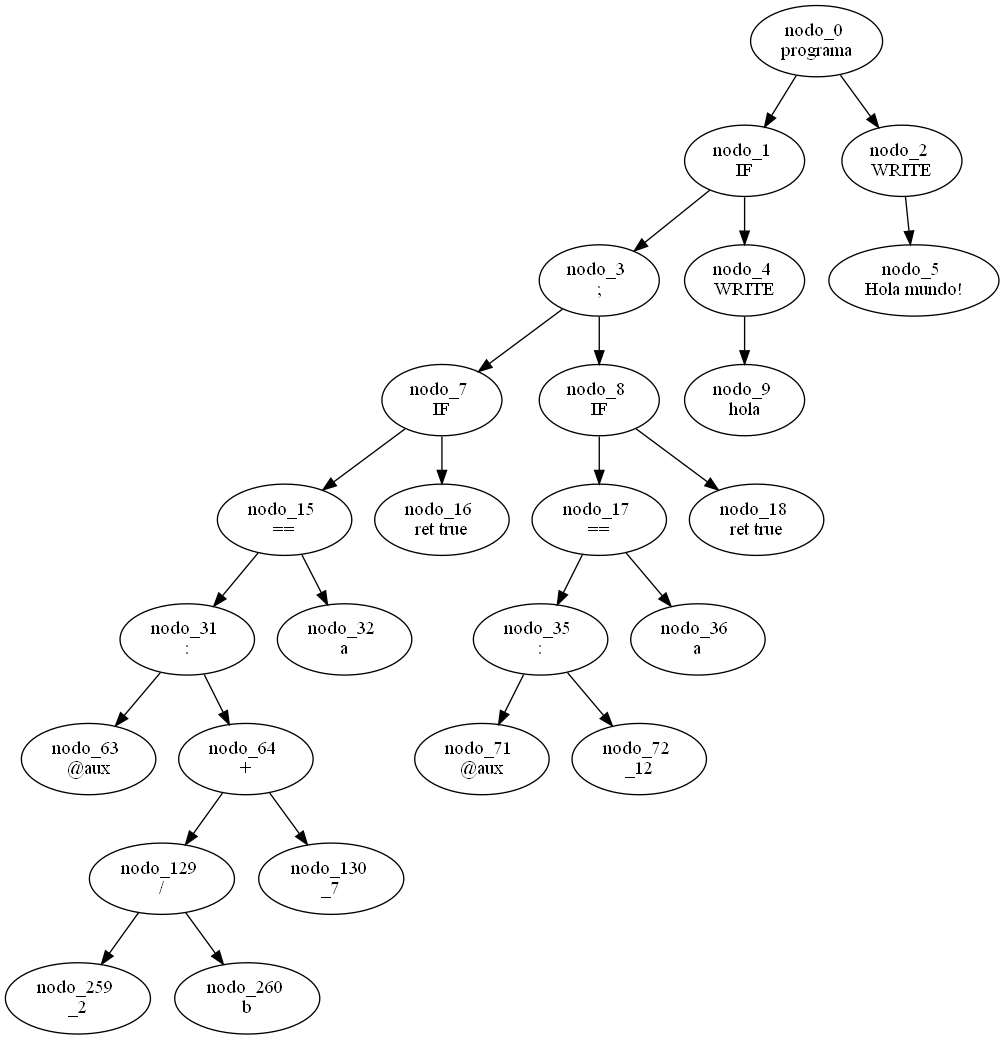 nodo_0
programa
nodo_1
IF
nodo_2
WRITE
nodo_3
;
nodo_4
WRITE
nodo_5
Hola mundo!
nodo_7
IF
nodo_8
IF
nodo_9
hola
nodo_15
==
nodo_16
ret true
nodo_17
==
nodo_18
ret true
nodo_31
:
nodo_32
a
nodo_35
:
nodo_36
a
nodo_63
@aux
nodo_64
+
nodo_71
@aux
nodo_72
_12
nodo_129
/
nodo_130
_7
nodo_259
_2
nodo_260
b